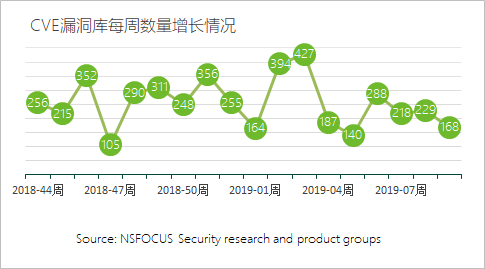 CVE漏洞库每周数量增长情况
256 215 352 105 290 311 248 356 255 164 394 427 187 140 288 218 229 168
2018-44周 2018-47周 2018-50周 2019-01周 2019-04周 2019-07周
Source: NSFOCUS Security research and product groups